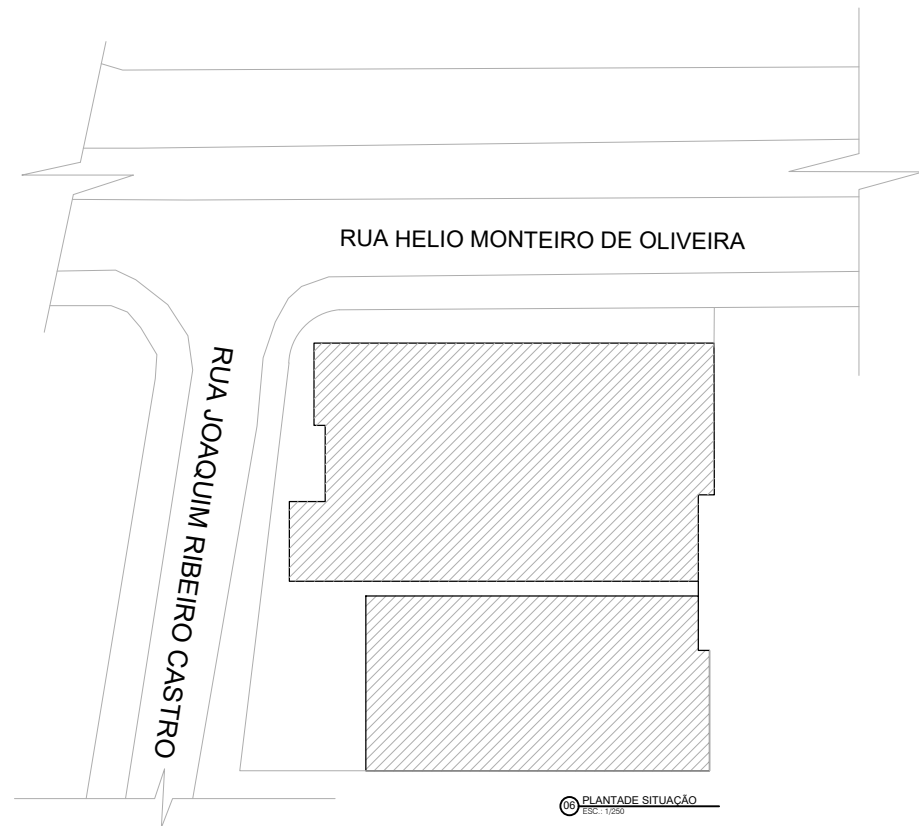 RUA HELIO MONTEIRO DE OLIVEIRA
RUA JOAQUIM RIBEIRO CASTRO
06 PLANTADE SITUAÇÃO
ESC.: 1/250